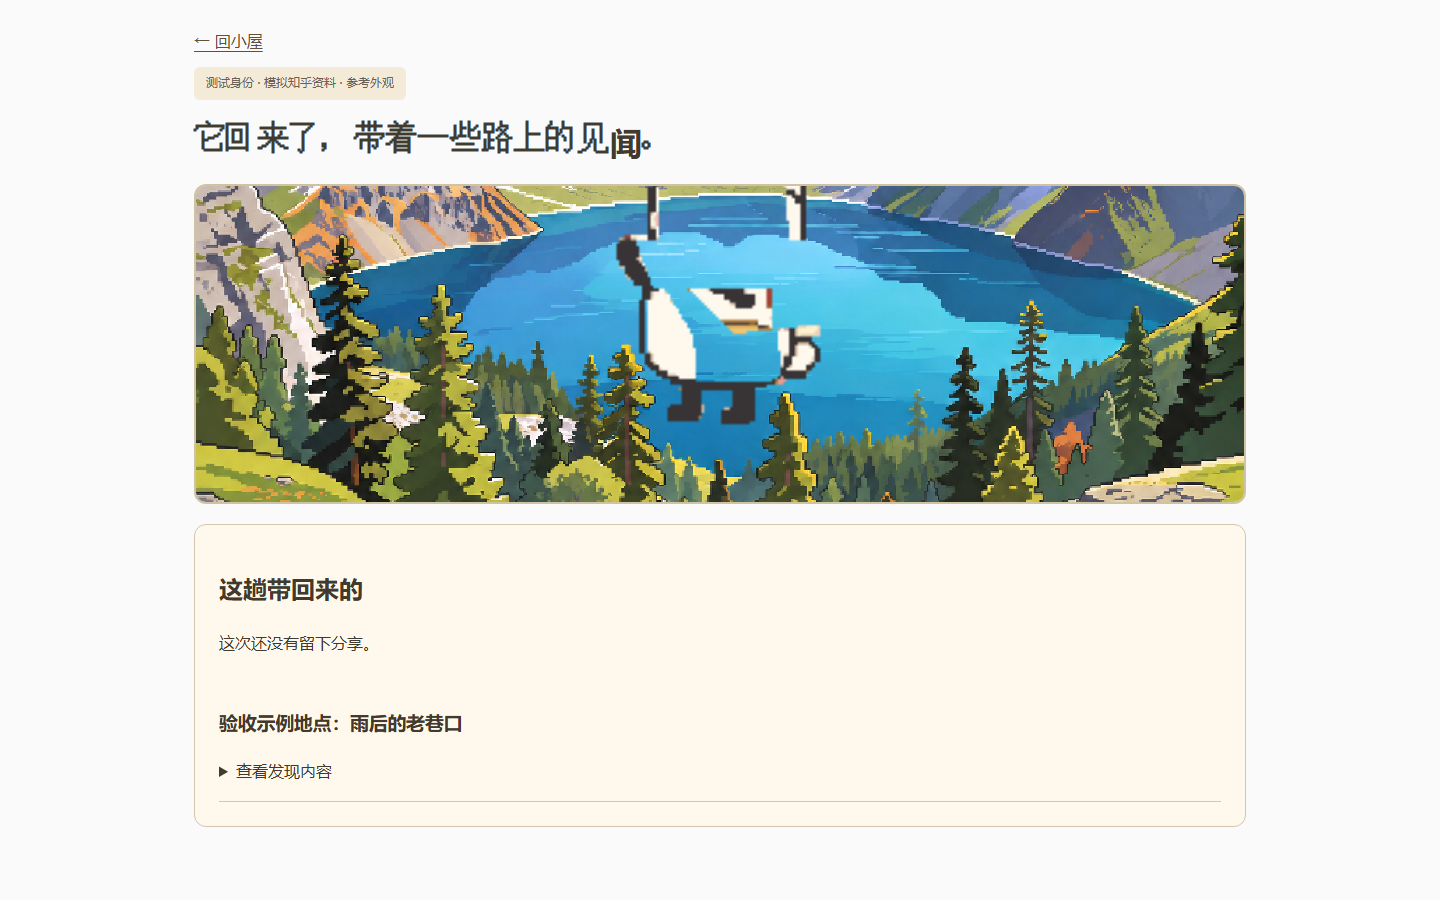 ← 回小屋
测试身份 · 模拟知乎资料 · 参考外观
它回来了，带着一些路上的见闻。
这趟带回来的
这次还没有留下分享。
验收示例地点：雨后的老巷口
▶ 查看发现内容